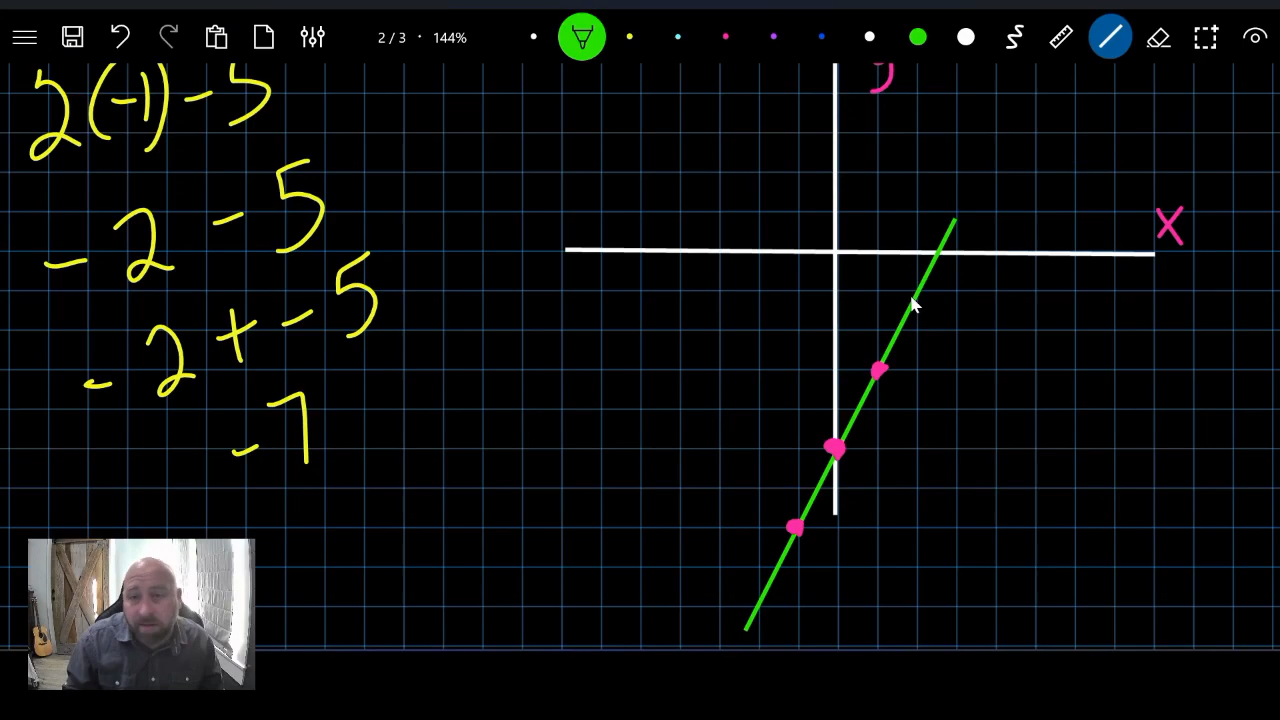 2 / 3 · 144%
2(-1) - 5
- 2 - 5
- 2 + - 5
- 7
y
x